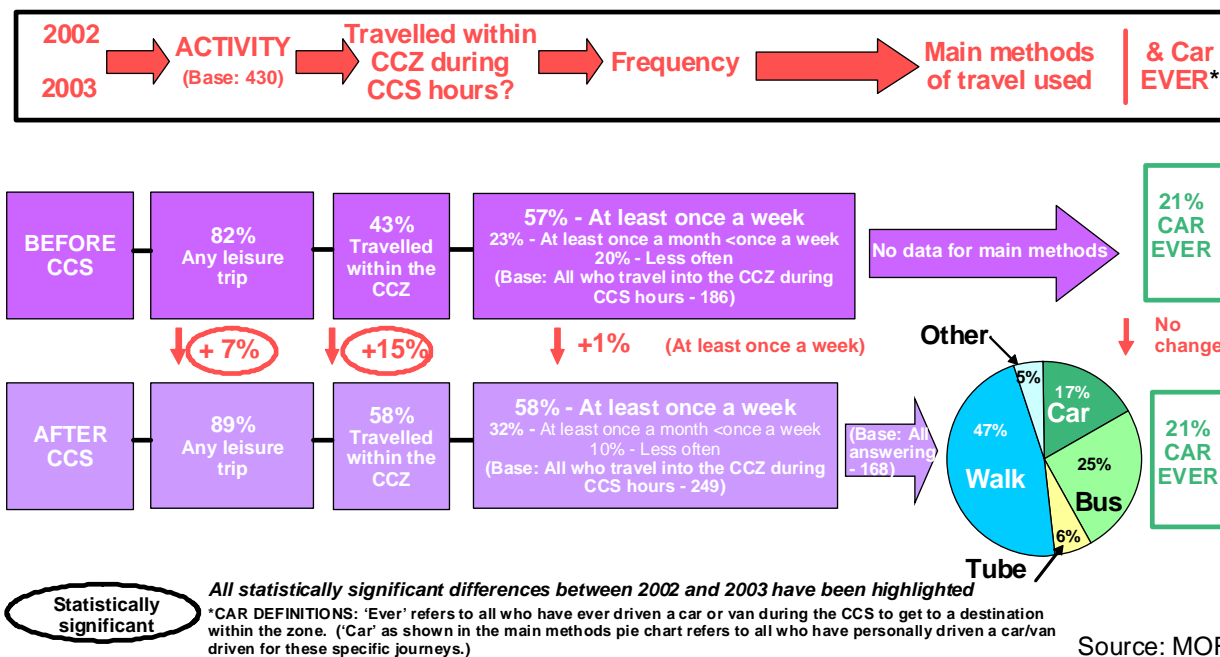 2002
2003
ACTIVITY
(Base: 430)
Travelled within
CCZ during
CCS hours?
Frequency
Main methods
of travel used
& Car
EVER*
BEFORE
CCS
82%
Any leisure
trip
43%
Travelled
within the
CCZ
57% - At least once a week
23% - At least once a month <once a week
20% - Less often
(Base: All who travel into the CCZ during
CCS hours - 186)
No data for main methods
21%
CAR
EVER
+ 7%
+15%
+1%
(At least once a week)
No
change
AFTER
CCS
89%
Any leisure
trip
58%
Travelled
within the
CCZ
58% - At least once a week
32% - At least once a month <once a week
10% - Less often
(Base: All who travel into the CCZ during
CCS hours - 249)
(Base: All
answering
- 168)
Other
5%
17%
Car
47%
Walk
25%
Bus
6%
Tube
21%
CAR
EVER
Statistically
significant
All statistically significant differences between 2002 and 2003 have been highlighted
*CAR DEFINITIONS: ‘Ever’ refers to all who have ever driven a car or van during the CCS to get to a destination
within the zone. (‘Car’ as shown in the main methods pie chart refers to all who have personally driven a car/van
driven for these specific journeys.)
Source: MOR